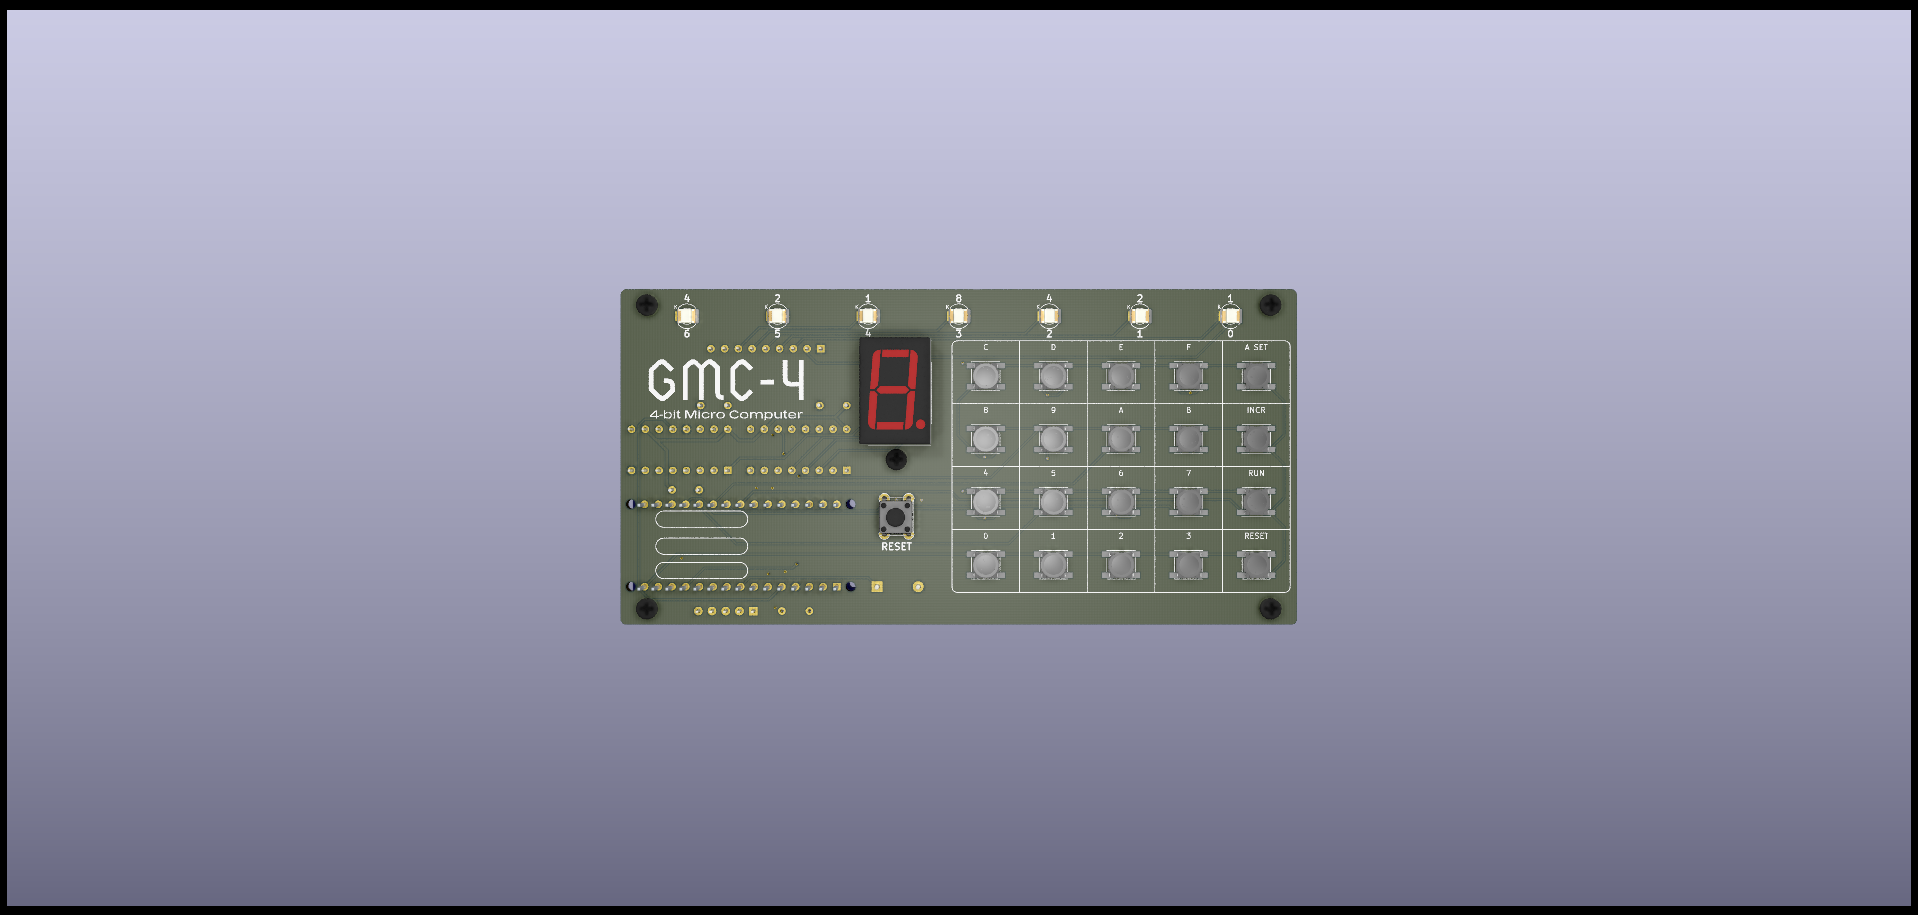 4 2 1 8 4 2 1
K K K K K K K
6 5 4 3 2 1 0
GMC-4
4-bit Micro Computer
RESET
C D E F A SET
8 9 A B INCR
4 5 6 7 RUN
0 1 2 3 RESET